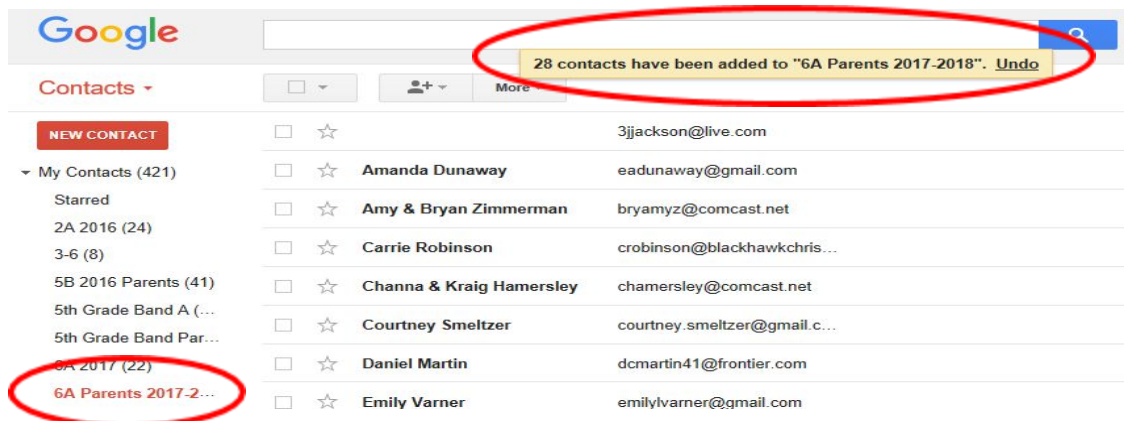 Google
28 contacts have been added to "6A Parents 2017-2018". Undo
Contacts
More
NEW CONTACT
My Contacts (421)
Starred
2A 2016 (24)
3-6 (8)
5B 2016 Parents (41)
5th Grade Band A (...
5th Grade Band Par...
6A 2017 (22)
6A Parents 2017-2...
3jjackson@live.com
Amanda Dunaway eadunaway@gmail.com
Amy & Bryan Zimmerman bryamyz@comcast.net
Carrie Robinson crobinson@blackhawkchris...
Channa & Kraig Hamersley chamersley@comcast.net
Courtney Smeltzer courtney.smeltzer@gmail.c...
Daniel Martin dcmartin41@frontier.com
Emily Varner emilylvarner@gmail.com